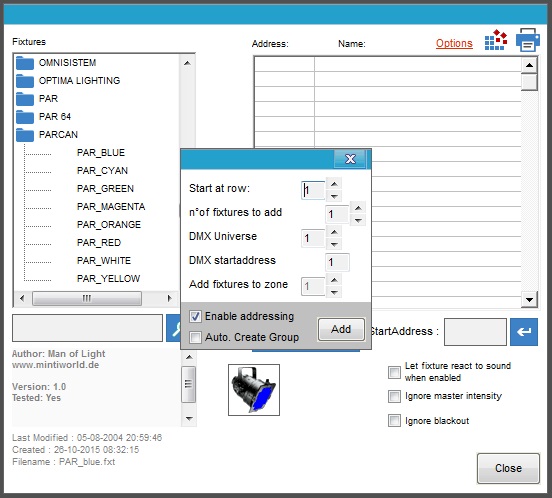 Fixtures
Address:
Name:
Options
OMNISISTEM
OPTIMA LIGHTING
PAR
PAR 64
PARCAN
PAR_BLUE
PAR_CYAN
PAR_GREEN
PAR_MAGENTA
PAR_ORANGE
PAR_RED
PAR_WHITE
PAR_YELLOW
Start at row:
1
n°of fixtures to add
1
DMX Universe
1
DMX startaddress
1
Add fixtures to zone
1
Enable addressing
Auto. Create Group
Add
StartAddress :
Author: Man of Light
www.mintiworld.de
Version: 1.0
Tested: Yes
Let fixture react to sound
when enabled
Ignore master intensity
Ignore blackout
Last Modified : 05-08-2004 20:59:46
Created : 26-10-2015 08:32:15
Filename : PAR_blue.fxt
Close